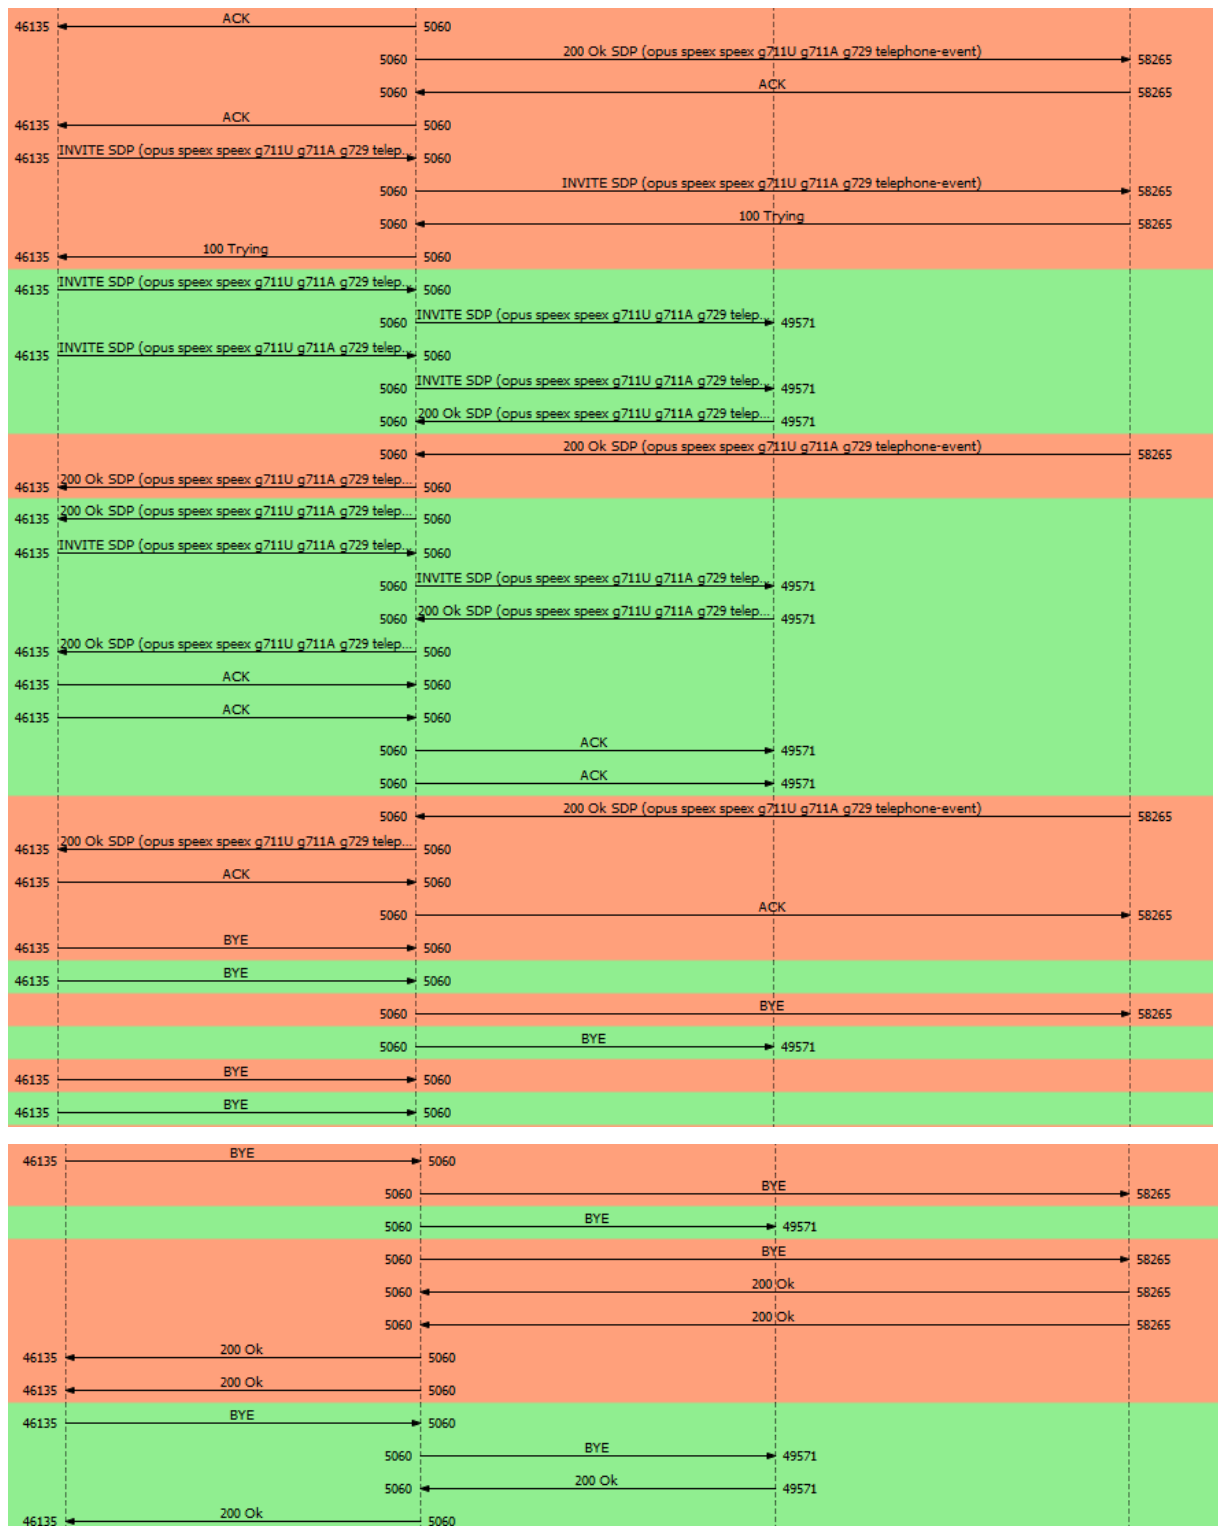 46135 ACK 5060
5060 200 Ok SDP (opus speex speex g711U g711A g729 telephone-event) 58265
5060 ACK 58265
46135 ACK 5060
46135 INVITE SDP (opus speex speex g711U g711A g729 telep... 5060
5060 INVITE SDP (opus speex speex g711U g711A g729 telephone-event) 58265
5060 100 Trying 58265
46135 100 Trying 5060
46135 INVITE SDP (opus speex speex g711U g711A g729 telep... 5060
5060 INVITE SDP (opus speex speex g711U g711A g729 telep... 49571
46135 INVITE SDP (opus speex speex g711U g711A g729 telep... 5060
5060 INVITE SDP (opus speex speex g711U g711A g729 telep... 49571
5060 200 Ok SDP (opus speex speex g711U g711A g729 telep... 49571
5060 200 Ok SDP (opus speex speex g711U g711A g729 telephone-event) 58265
46135 200 Ok SDP (opus speex speex g711U g711A g729 telep... 5060
46135 200 Ok SDP (opus speex speex g711U g711A g729 telep... 5060
46135 INVITE SDP (opus speex speex g711U g711A g729 telep... 5060
5060 INVITE SDP (opus speex speex g711U g711A g729 telep... 49571
5060 200 Ok SDP (opus speex speex g711U g711A g729 telep... 49571
46135 200 Ok SDP (opus speex speex g711U g711A g729 telep... 5060
46135 ACK 5060
46135 ACK 5060
5060 ACK 49571
5060 ACK 49571
5060 200 Ok SDP (opus speex speex g711U g711A g729 telephone-event) 58265
46135 200 Ok SDP (opus speex speex g711U g711A g729 telep... 5060
46135 ACK 5060
5060 ACK 58265
46135 BYE 5060
46135 BYE 5060
5060 BYE 58265
5060 BYE 49571
46135 BYE 5060
46135 BYE 5060
46135 BYE 5060
5060 BYE 58265
5060 BYE 49571
5060 BYE 58265
5060 200 Ok 58265
5060 200 Ok 58265
46135 200 Ok 5060
46135 200 Ok 5060
46135 BYE 5060
5060 BYE 49571
5060 200 Ok 49571
46135 200 Ok 5060